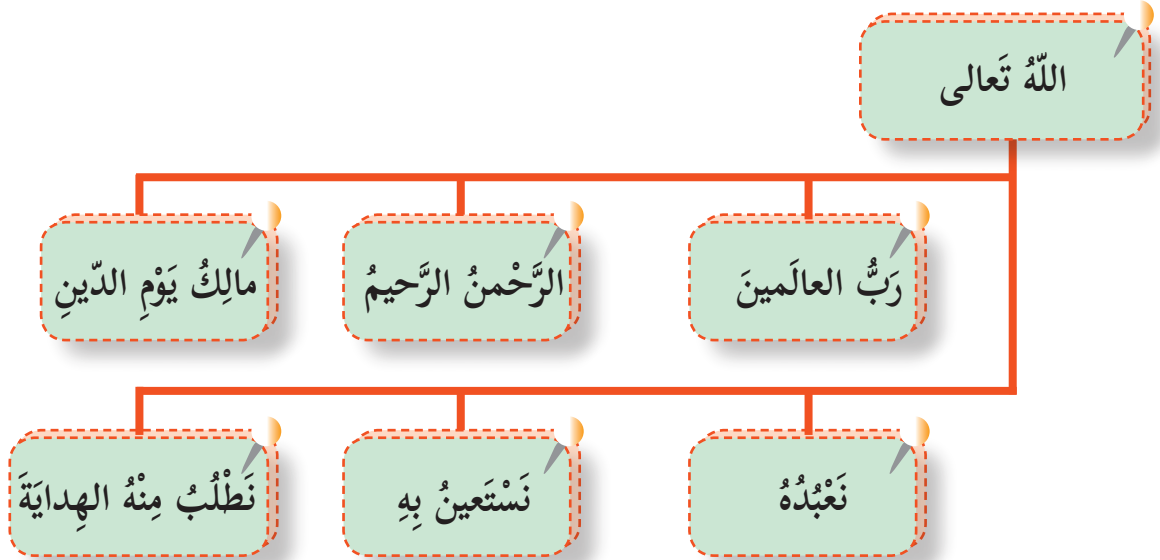 اللّهُ تَعالى
رَبُّ العالَمينَ
الرَّحْمنُ الرَّحيمُ
مالِكُ يَوْمِ الدّينِ
نَعْبُدُهُ
نَسْتَعينُ بِهِ
نَطْلُبُ مِنْهُ الهِدايَةَ